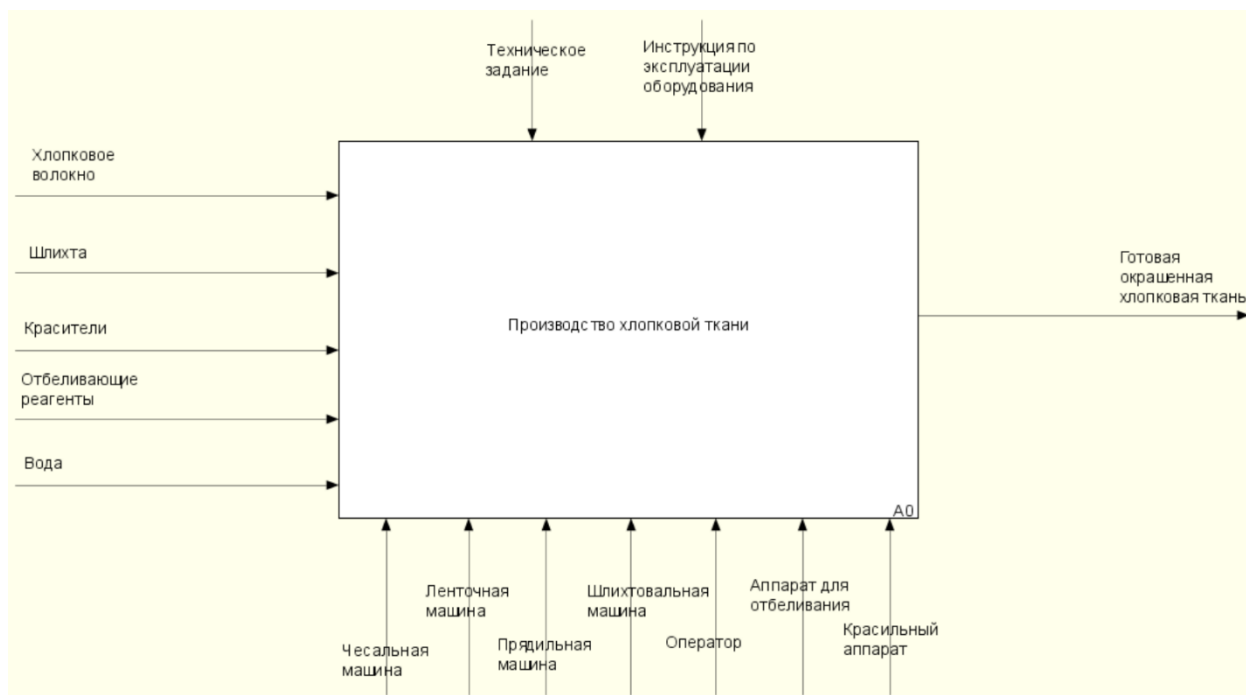 Техническое
задание
Инструкция по
эксплуатации
оборудования
Хлопковое
волокно
Шлихта
Красители
Отбеливающие
реагенты
Вода
Производство хлопковой ткани
A0
Готовая
окрашенная
хлопковая ткань
Чесальная
машина
Ленточная
машина
Прядильная
машина
Шлихтовальная
машина
Оператор
Аппарат для
отбеливания
Красильный
аппарат